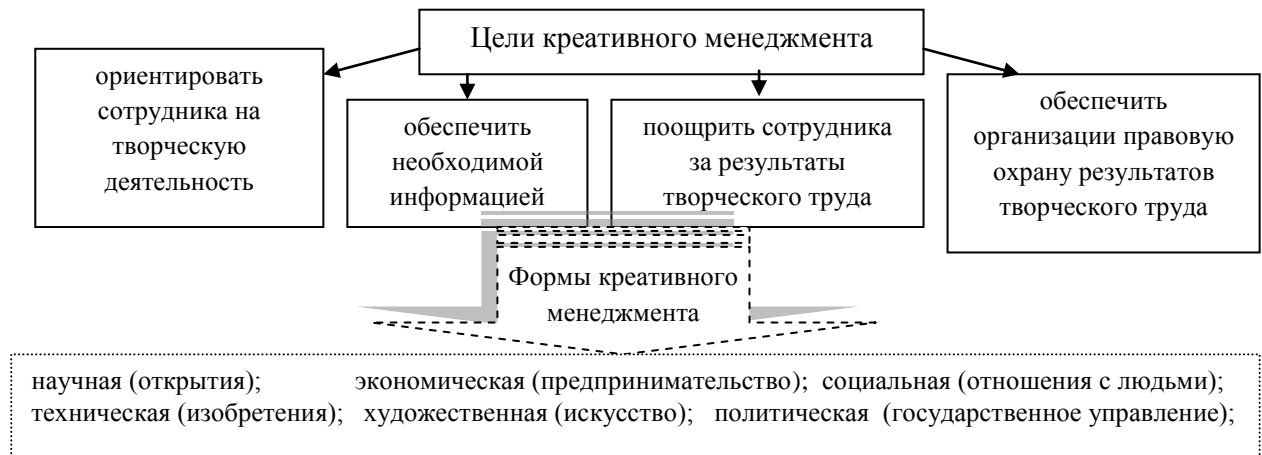 Цели креативного менеджмента
ориентировать
сотрудника на
творческую
деятельность
обеспечить
необходимой
информацией
поощрить сотрудника
за результаты
творческого труда
обеспечить
организации правовую
охрану результатов
творческого труда
Формы креативного
менеджмента
научная (открытия); экономическая (предпринимательство); социальная (отношения с людьми);
техническая (изобретения); художественная (искусство); политическая (государственное управление);